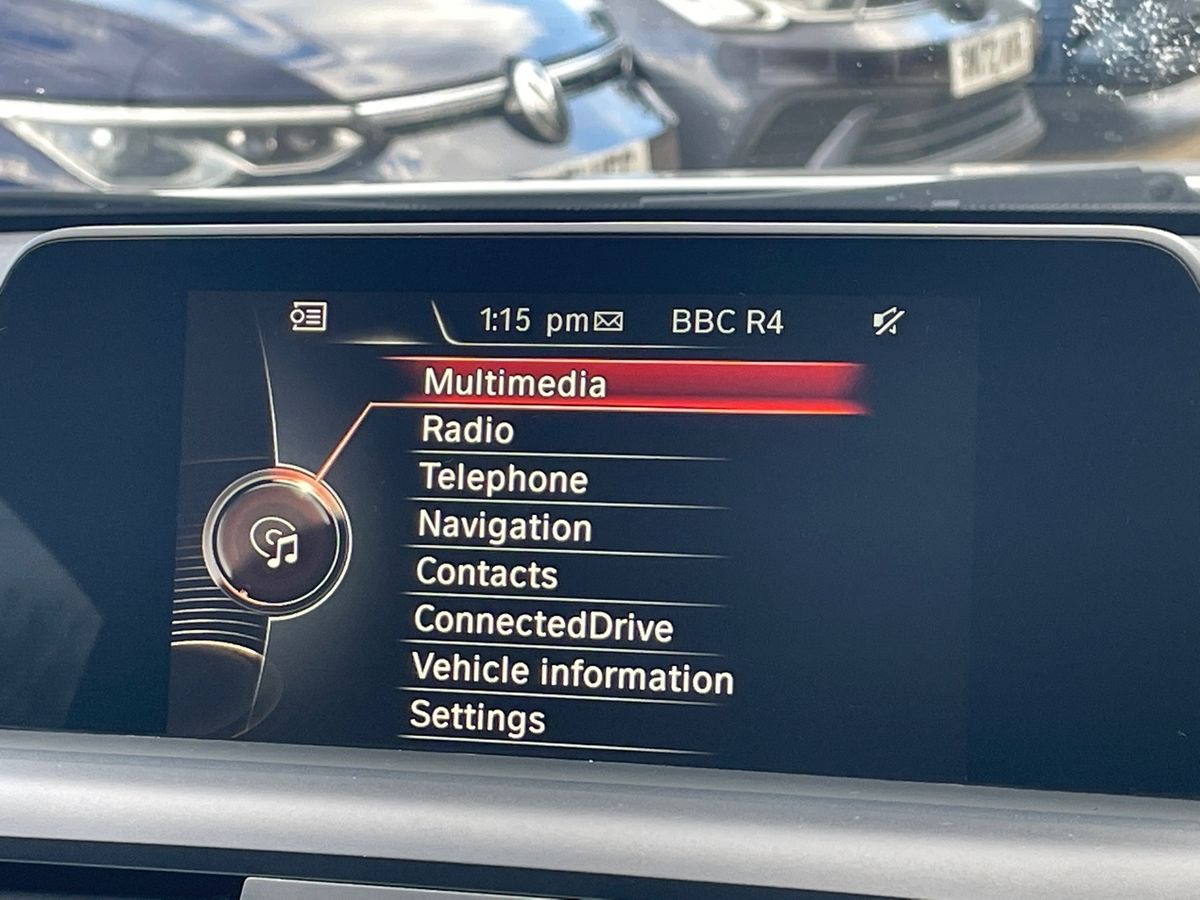 1:15 pm BBC R4
Multimedia
Radio
Telephone
Navigation
Contacts
ConnectedDrive
Vehicle information
Settings